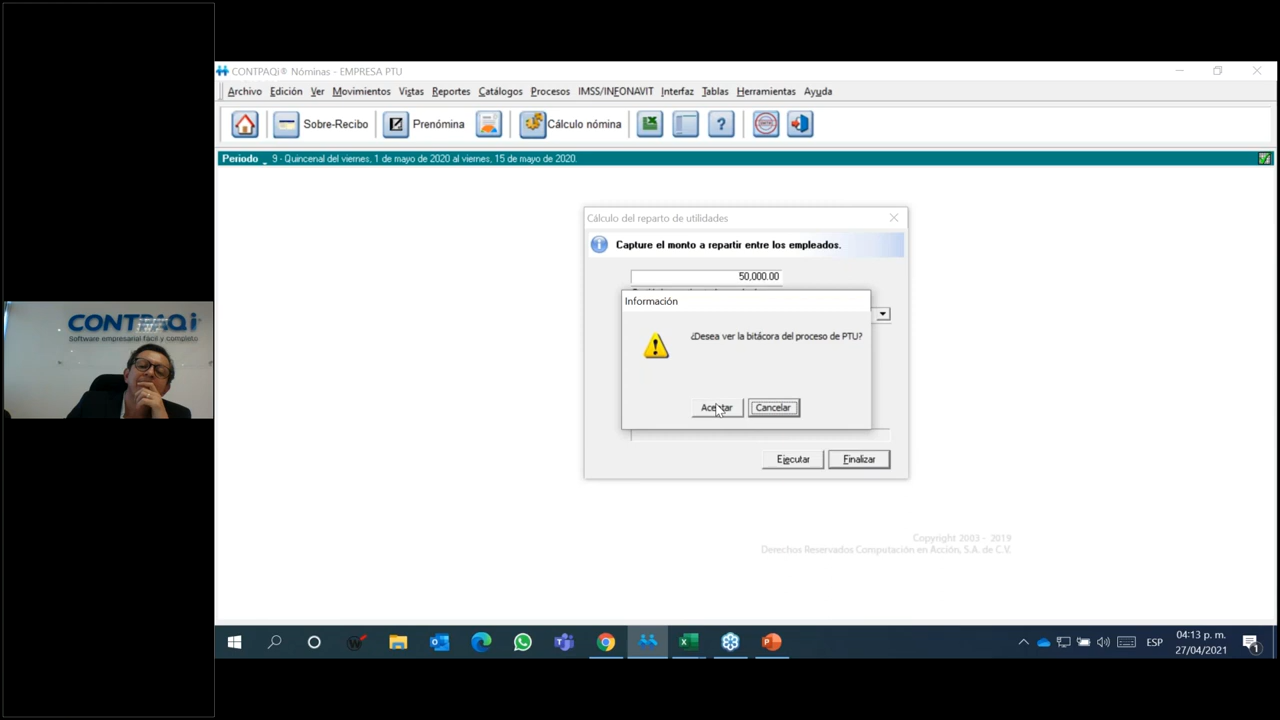 CONTPAQi® Nóminas - EMPRESA PTU
Archivo Edición Ver Movimientos Vistas Reportes Catálogos Procesos IMSS/INFONAVIT Interfaz Tablas Herramientas Ayuda
Sobre-Recibo Prenómina Cálculo nómina
Periodo _ 9 - Quincenal del viernes, 1 de mayo de 2020 al viernes, 15 de mayo de 2020.
Cálculo del reparto de utilidades
Capture el monto a repartir entre los empleados.
50,000.00
Información
¿Desea ver la bitácora del proceso de PTU?
Aceptar Cancelar
Ejecutar Finalizar
CONTPAQi
Software empresarial fácil y completo
Copyright 2003 - 2019
Derechos Reservados Computación en Acción, S.A. de C.V.
ESP
04:13 p. m.
27/04/2021
1